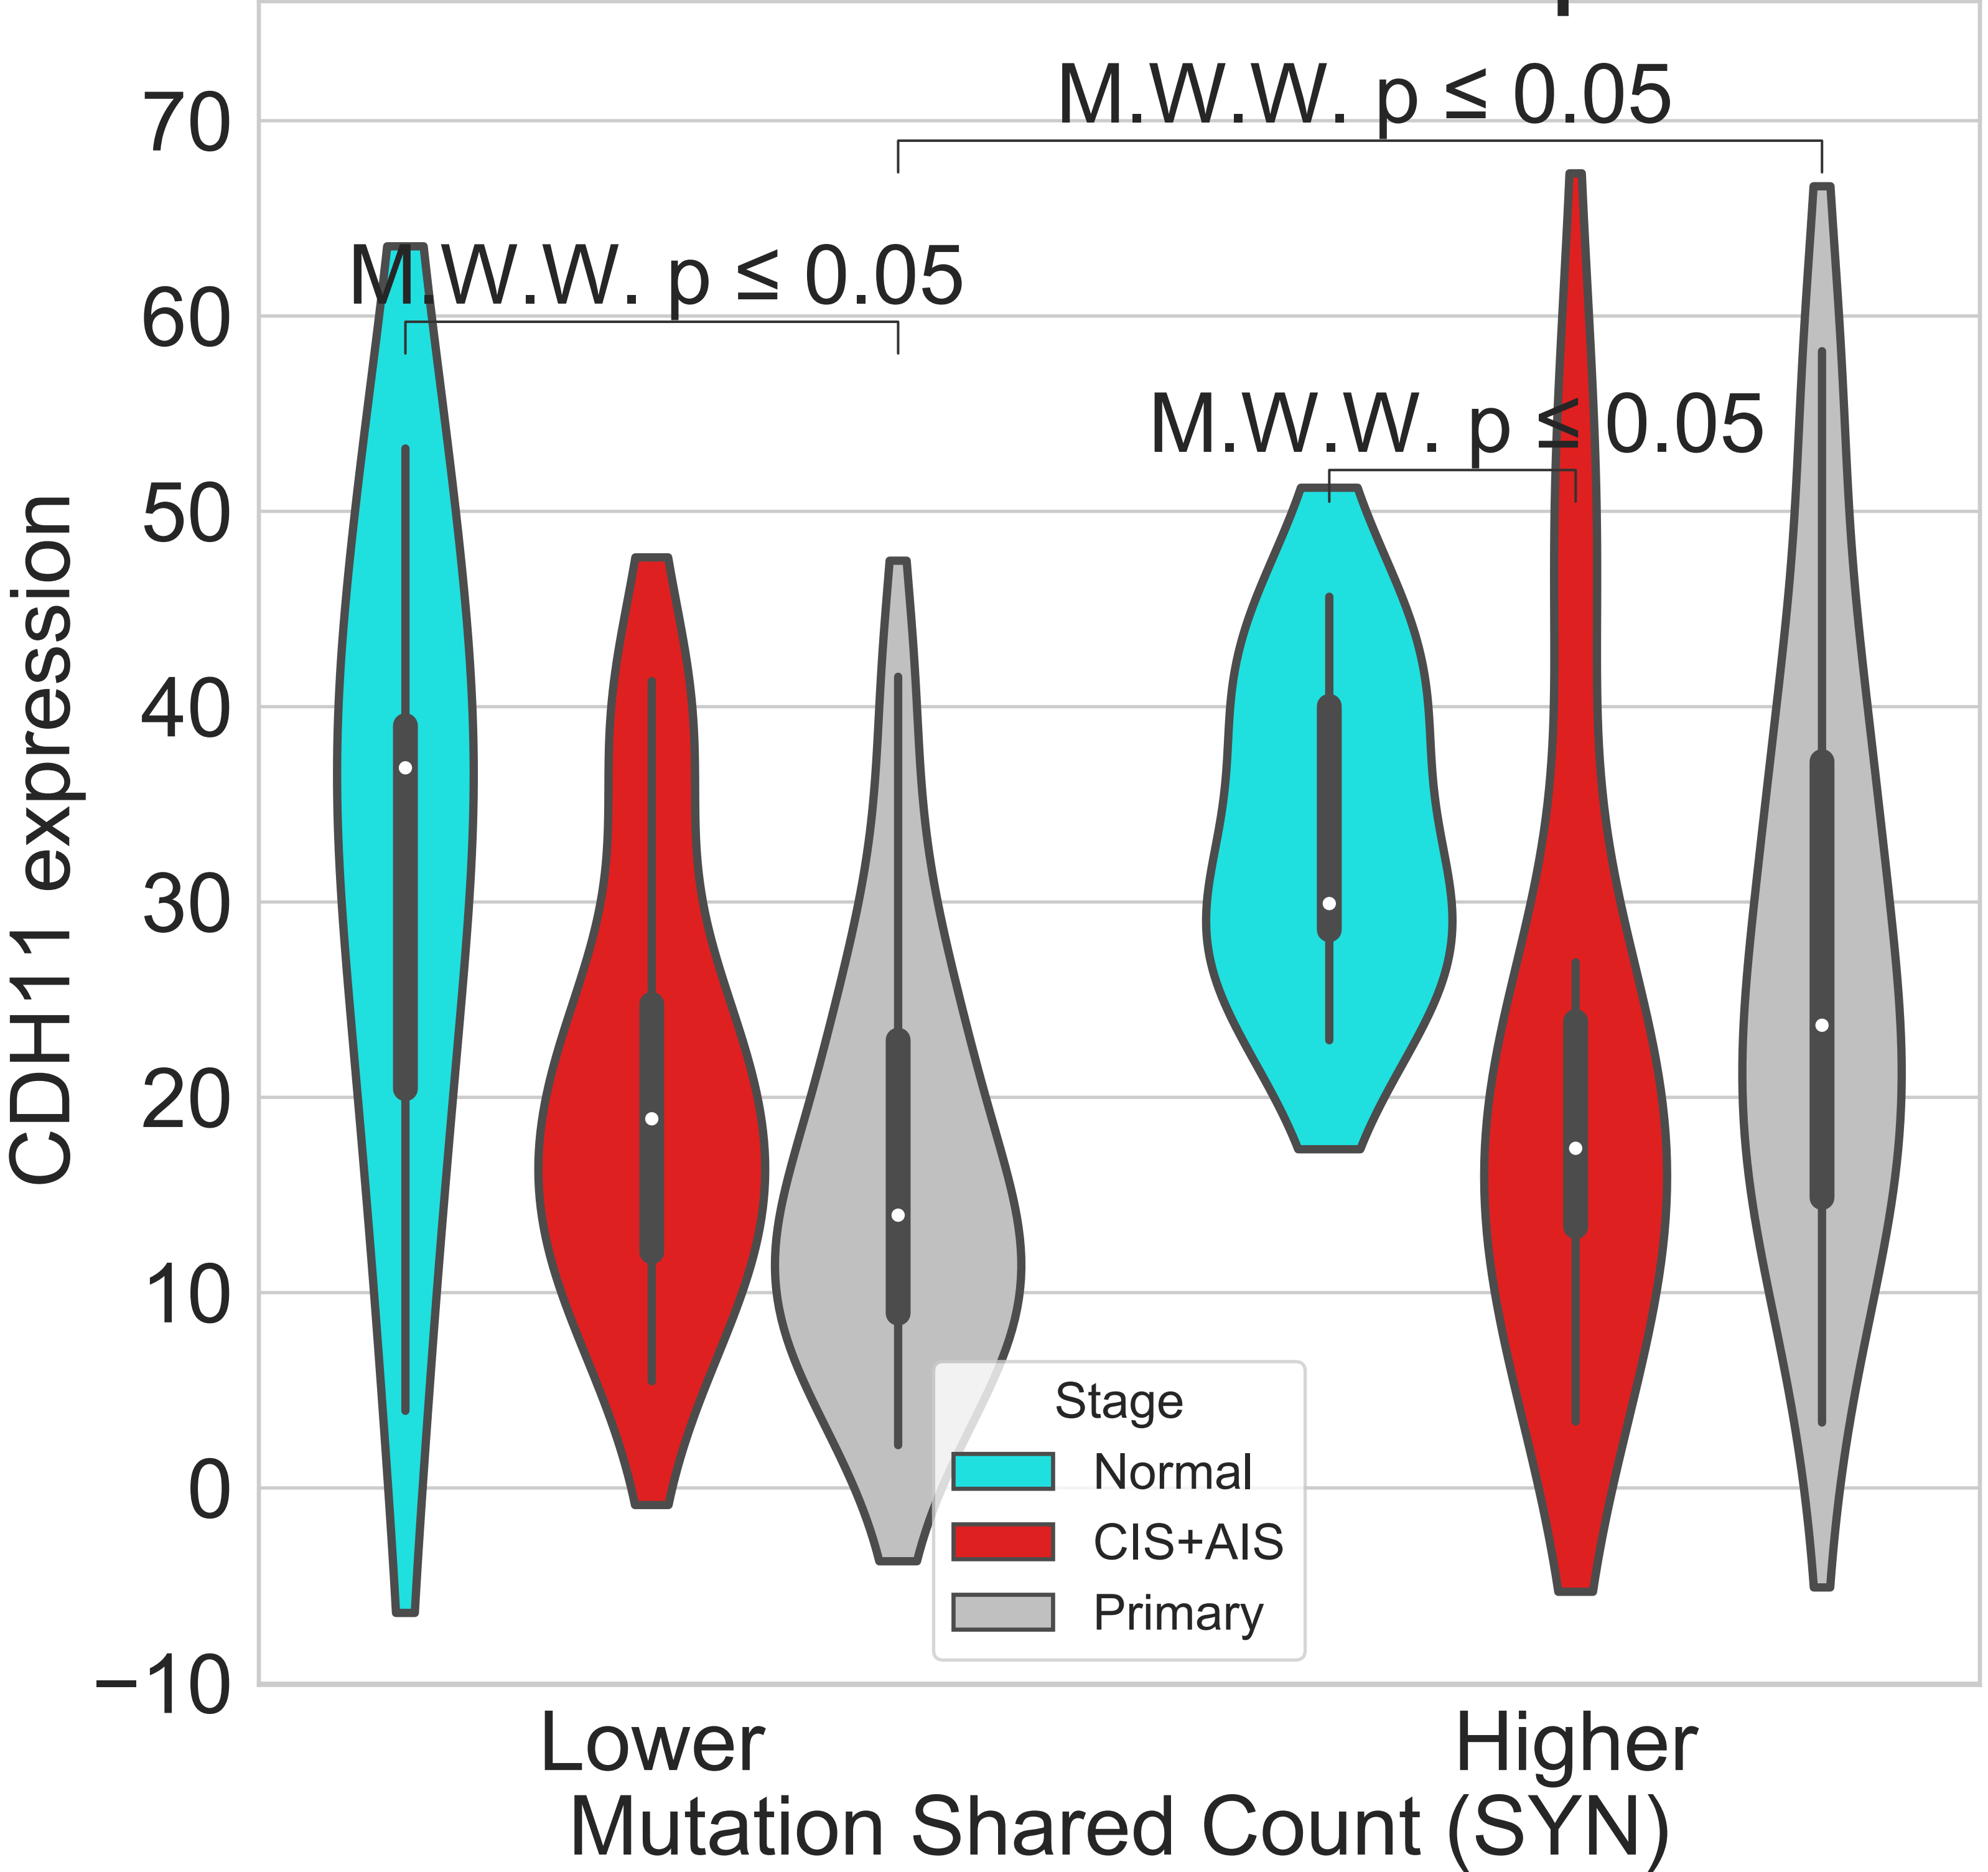 M.W.W. p ≤ 0.05
M.W.W. p ≤ 0.05
M.W.W. p ≤ 0.05
CDH11 expression
70
60
50
40
30
20
10
0
−10
Stage
Normal
CIS+AIS
Primary
Lower
Higher
Mutation Shared Count (SYN)